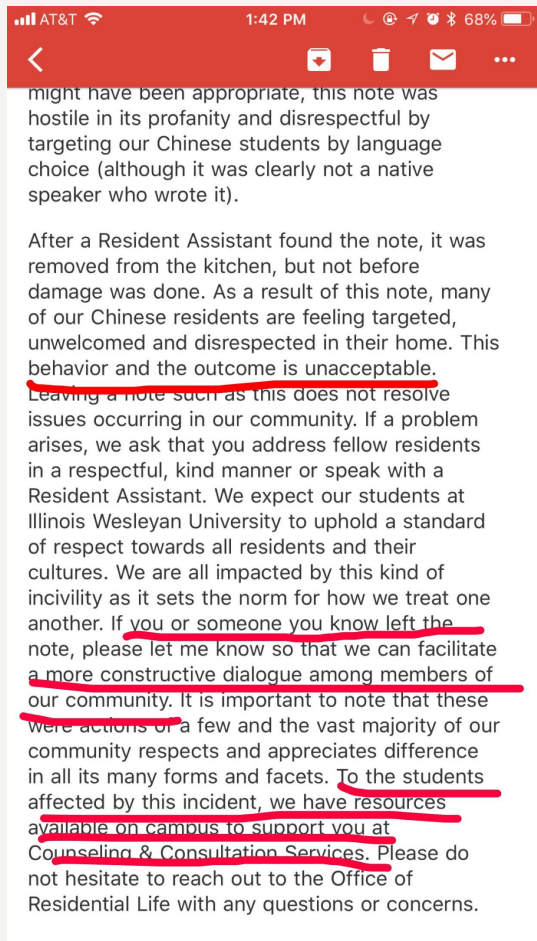 AT&T 1:42 PM 68%
might have been appropriate, this note was
hostile in its profanity and disrespectful by
targeting our Chinese students by language
choice (although it was clearly not a native
speaker who wrote it).
After a Resident Assistant found the note, it was
removed from the kitchen, but not before
damage was done. As a result of this note, many
of our Chinese residents are feeling targeted,
unwelcomed and disrespected in their home. This
behavior and the outcome is unacceptable.
Leaving a note such as this does not resolve
issues occurring in our community. If a problem
arises, we ask that you address fellow residents
in a respectful, kind manner or speak with a
Resident Assistant. We expect our students at
Illinois Wesleyan University to uphold a standard
of respect towards all residents and their
cultures. We are all impacted by this kind of
incivility as it sets the norm for how we treat one
another. If you or someone you know left the
note, please let me know so that we can facilitate
a more constructive dialogue among members of
our community. It is important to note that these
were actions of a few and the vast majority of our
community respects and appreciates difference
in all its many forms and facets. To the students
affected by this incident, we have resources
available on campus to support you at
Counseling & Consultation Services. Please do
not hesitate to reach out to the Office of
Residential Life with any questions or concerns.